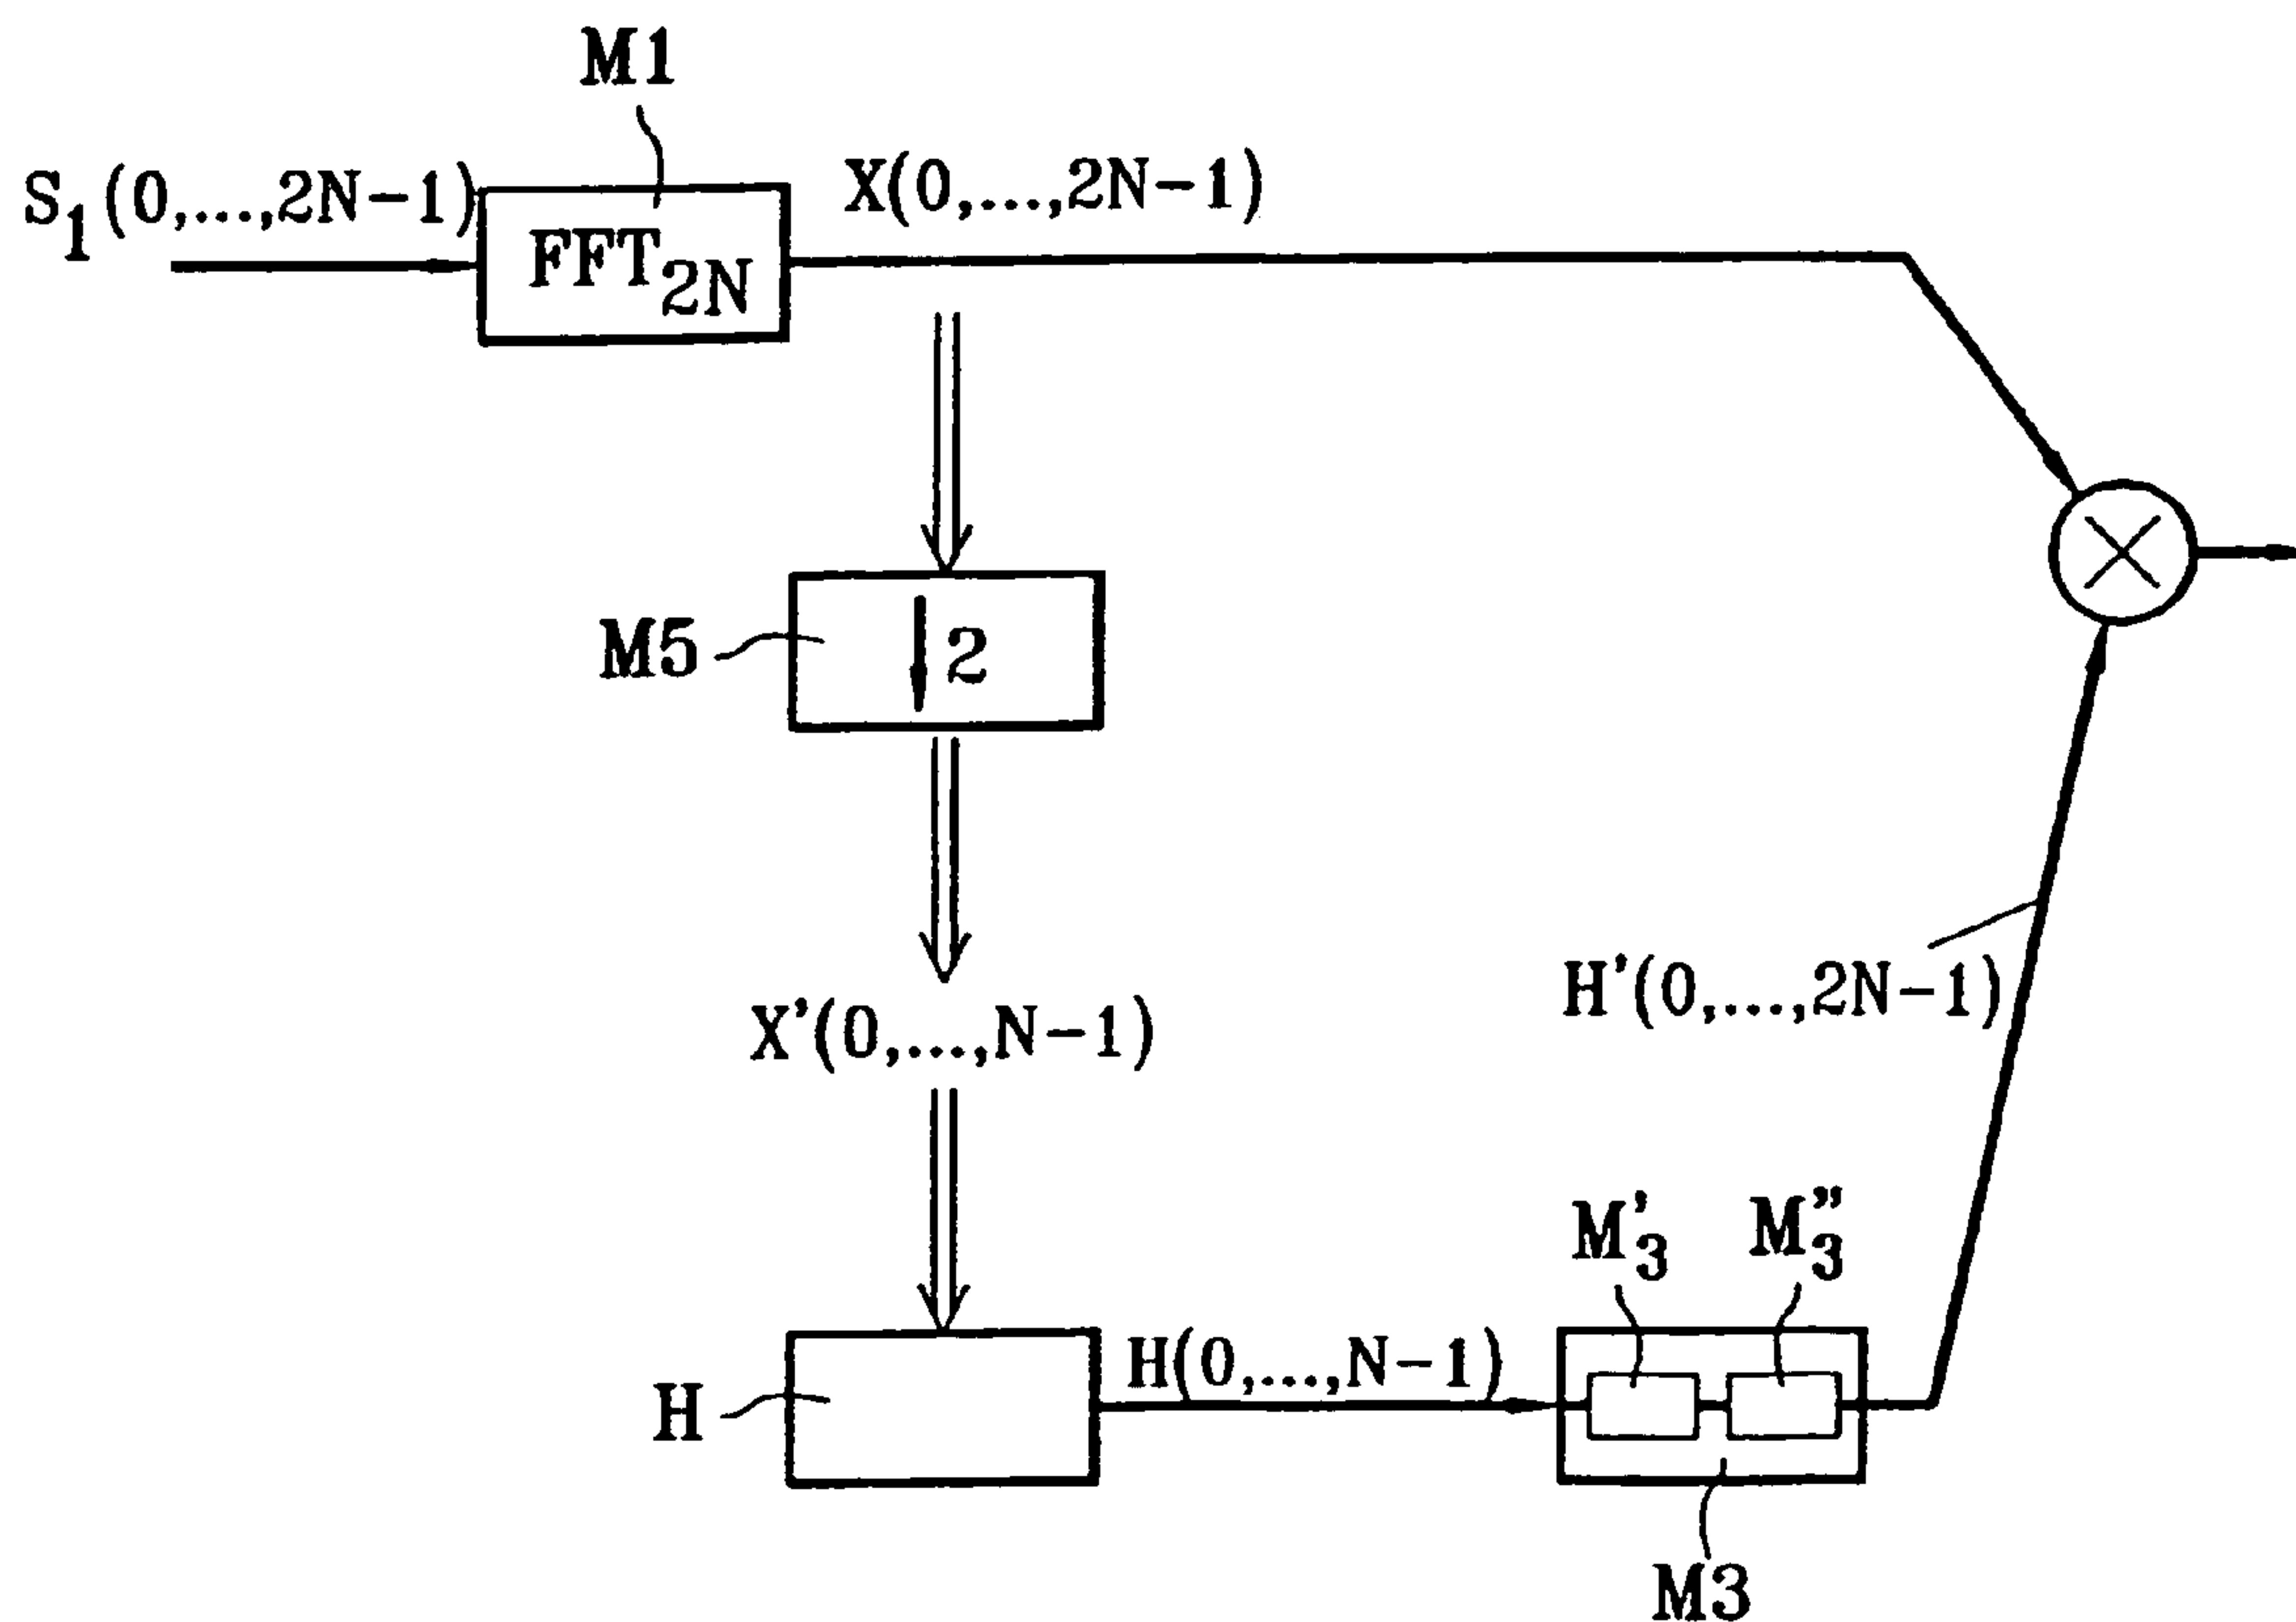 M1
S₁(0,...,2N-1)
X(0,...,2N-1)
FFT₂N
M5
2
X'(0,...,N-1)
H'(0,...,2N-1)
M'₃
M"₃
H(0,...,N-1)
H
M3